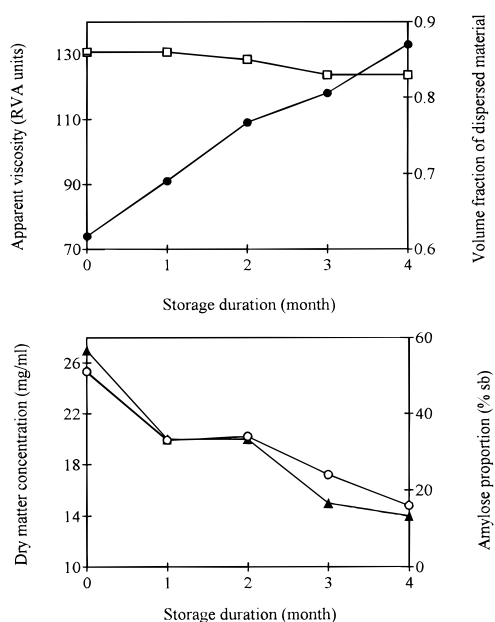 Apparent viscosity (RVA units)
130
110
90
70
0.9
0.8
0.7
0.6
Volume fraction of dispersed material
0 1 2 3 4
Storage duration (month)
Dry matter concentration (mg/ml)
26
22
18
14
10
60
40
20
0
Amylose proportion (% sb)
0 1 2 3 4
Storage duration (month)